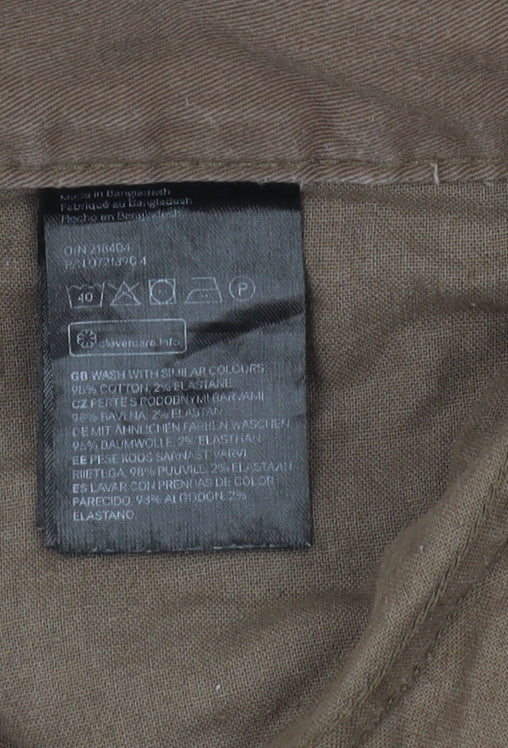 Made in Bangladesh
Fabriqué au Bangladesh
Hecho en Bangladesh
O/N 218404
40
P
clevercare.info
GB WASH WITH SIMILAR COLOURS
98% COTTON, 2% ELASTANE
CZ PERTE S PODOBNÝMI BARVAMI
98% BAVLNA, 2% ELASTAN
DE MIT ÄHNLICHEN FARBEN WASCHEN
98% BAUMWOLLE, 2% ELASTHAN
EE PESE KOOS SARNAST VÄRVI
RIIETEGA. 98% PUUVILL, 2% ELASTAAN
ES LAVAR CON PRENDAS DE COLOR
PARECIDO. 98% ALGODÓN, 2%
ELASTANO.